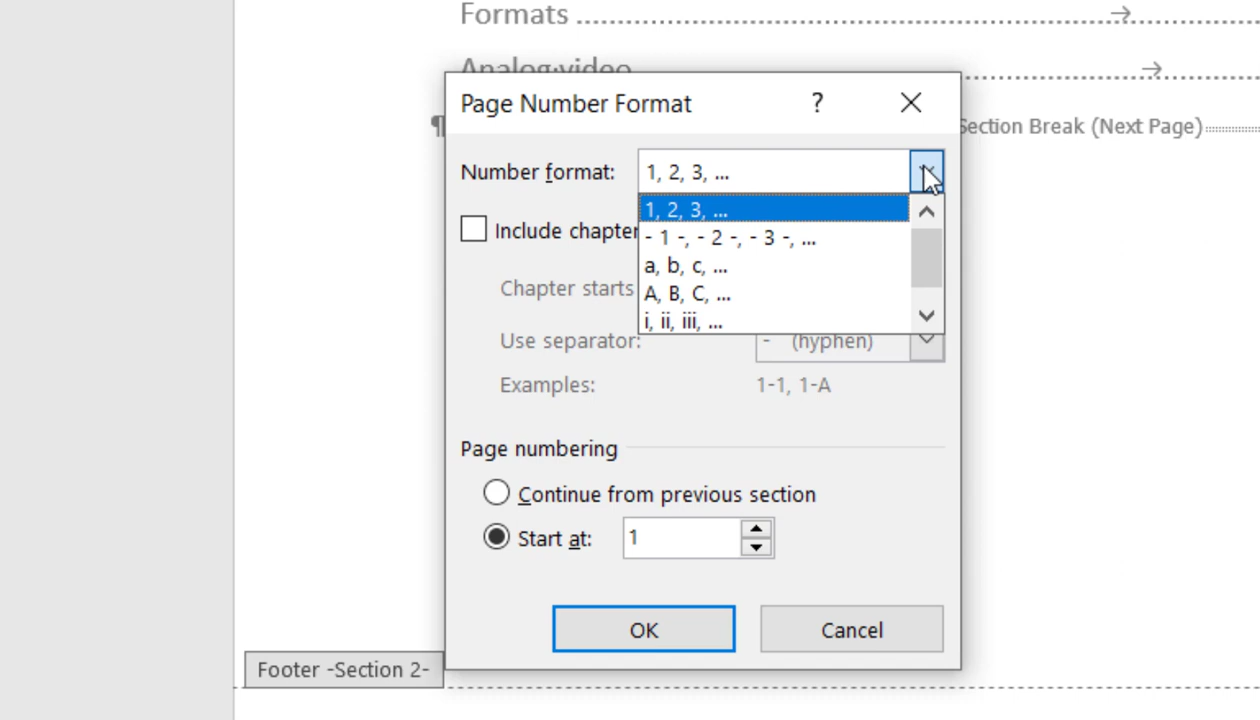 Formats ........................................................→........
Analog·video ........................→........
Page Number Format ? 
¶ Section Break (Next Page)
Number format: 1, 2, 3, ...
1, 2, 3, ...
Include chapter
- 1 -, - 2 -, - 3 -, ...
a, b, c, ...
Chapter starts
A, B, C, ...
i, ii, iii, ...
Use separator: - (hyphen)
Examples: 1-1, 1-A
Page numbering
Continue from previous section
Start at: 1
OK Cancel
Footer -Section 2-